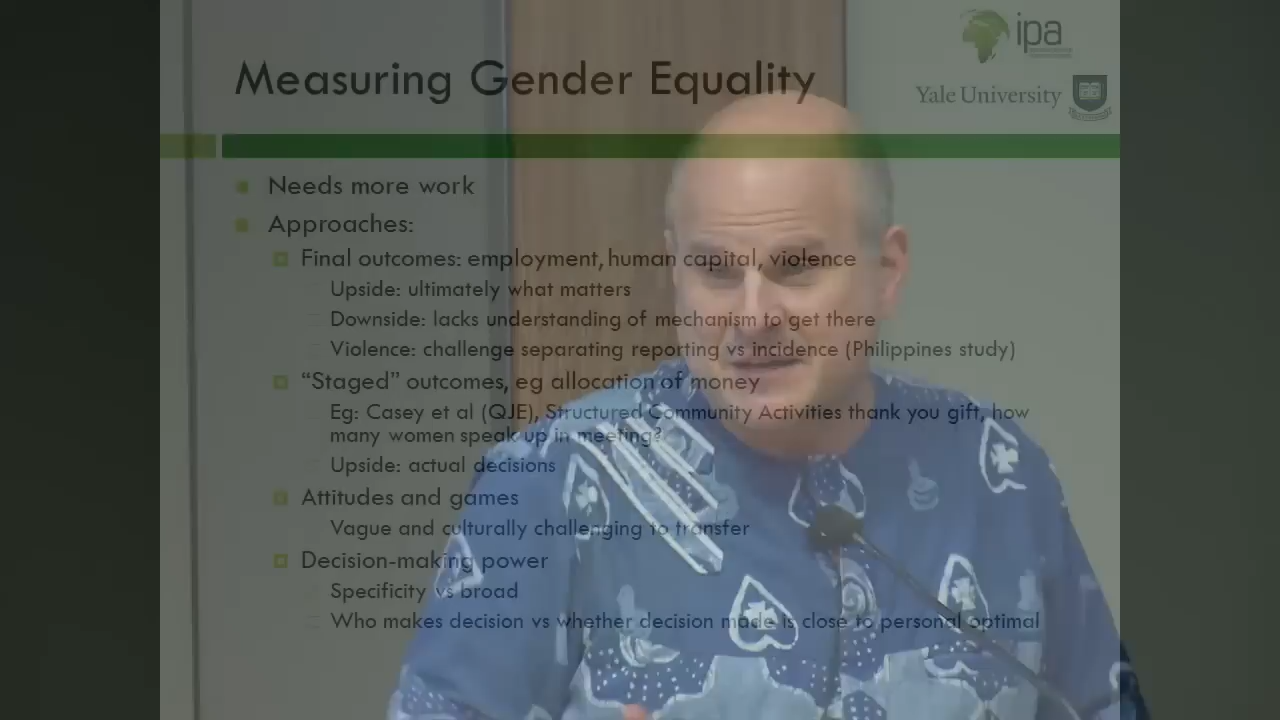 ipa
Measuring Gender Equality
Yale University
Needs more work
Approaches:
Final outcomes: employment, human capital, violence
Upside: ultimately what matters
Downside: lacks understanding of mechanism to get there
Violence: challenge separating reporting vs incidence (Philippines study)
“Staged” outcomes, eg allocation of money
Eg: Casey et al (QJE), Structured Community Activities thank you gift, how
many women speak up in meeting?
Upside: actual decisions
Attitudes and games
Vague and culturally challenging to transfer
Decision-making power
Specificity vs broad
Who makes decision vs whether decision made is close to personal optimal